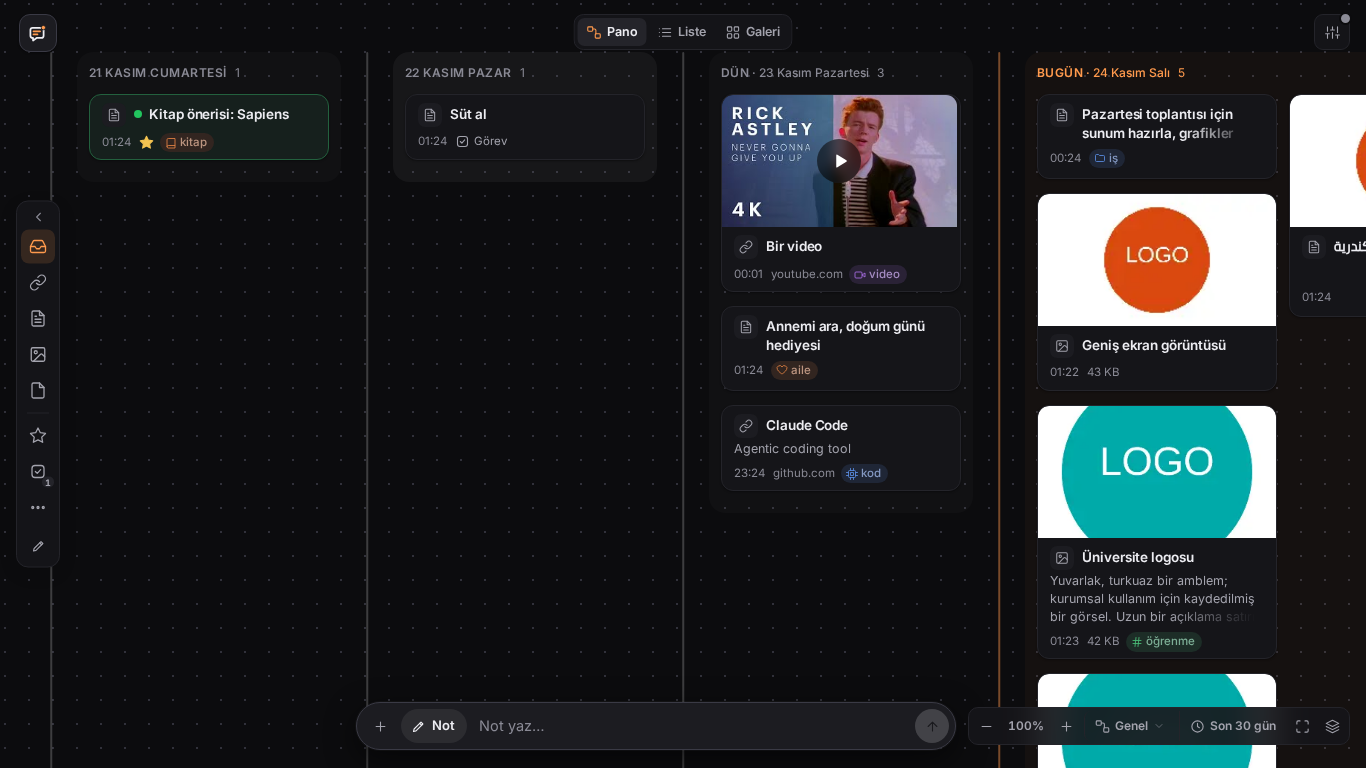 Pano
Liste
Galeri
21 KASIM CUMARTESİ 1
Kitap önerisi: Sapiens
01:24 kitap
22 KASIM PAZAR 1
Süt al
01:24 Görev
DÜN · 23 Kasım Pazartesi 3
RICK
ASTLEY
NEVER GONNA
GIVE YOU UP
4K
Bir video
00:01 youtube.com video
Annemi ara, doğum günü
hediyesi
01:24 aile
Claude Code
Agentic coding tool
23:24 github.com kod
BUGÜN · 24 Kasım Salı 5
Pazartesi toplantısı için
sunum hazırla, grafikler
00:24 iş
LOGO
Geniş ekran görüntüsü
01:22 43 KB
LOGO
Üniversite logosu
Yuvarlak, turkuaz bir amblem;
kurumsal kullanım için kaydedilmiş
bir görsel. Uzun bir açıklama
01:23 42 KB öğrenme
01:24
1
Not
Not yaz...
100%
Genel
Son 30 gün